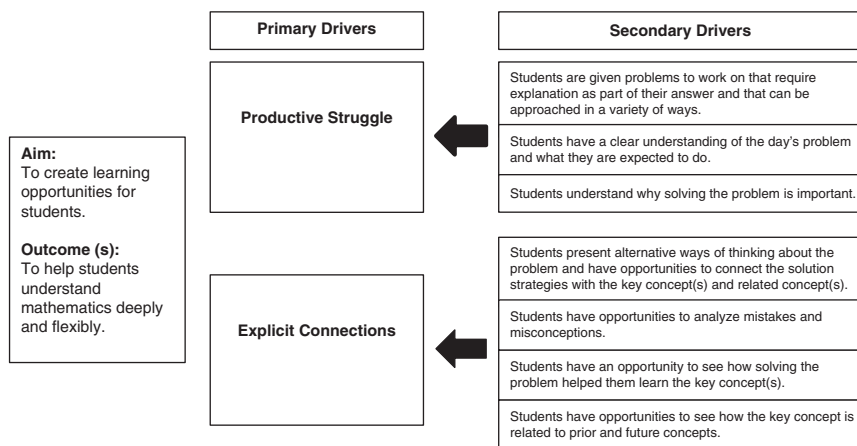 Primary Drivers
Secondary Drivers
Aim:
To create learning
opportunities for
students.
Outcome (s):
To help students
understand
mathematics deeply
and flexibly.
Productive Struggle
Students are given problems to work on that require
explanation as part of their answer and that can be
approached in a variety of ways.
Students have a clear understanding of the day's problem
and what they are expected to do.
Students understand why solving the problem is important.
Explicit Connections
Students present alternative ways of thinking about the
problem and have opportunities to connect the solution
strategies with the key concept(s) and related concept(s).
Students have opportunities to analyze mistakes and
misconceptions.
Students have an opportunity to see how solving the
problem helped them learn the key concept(s).
Students have opportunities to see how the key concept is
related to prior and future concepts.